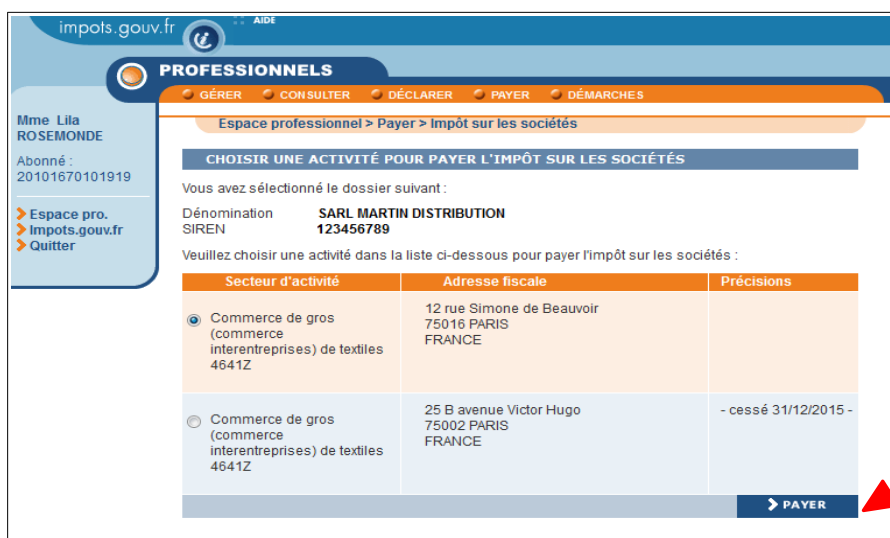 impots.gouv.fr
AIDE
PROFESSIONNELS
GÉRER CONSULTER DÉCLARER PAYER DÉMARCHES
Mme Lila
ROSEMONDE
Abonné :
20101670101919
Espace pro.
Impots.gouv.fr
Quitter
Espace professionnel > Payer > Impôt sur les sociétés
CHOISIR UNE ACTIVITÉ POUR PAYER L'IMPÔT SUR LES SOCIÉTÉS
Vous avez sélectionné le dossier suivant :
Dénomination SARL MARTIN DISTRIBUTION
SIREN 123456789
Veuillez choisir une activité dans la liste ci-dessous pour payer l'impôt sur les sociétés :
Secteur d'activité Adresse fiscale Précisions
Commerce de gros
(commerce
interentreprises) de textiles
4641Z
12 rue Simone de Beauvoir
75016 PARIS
FRANCE
Commerce de gros
(commerce
interentreprises) de textiles
4641Z
25 B avenue Victor Hugo
75002 PARIS
FRANCE
- cessé 31/12/2015 -
PAYER